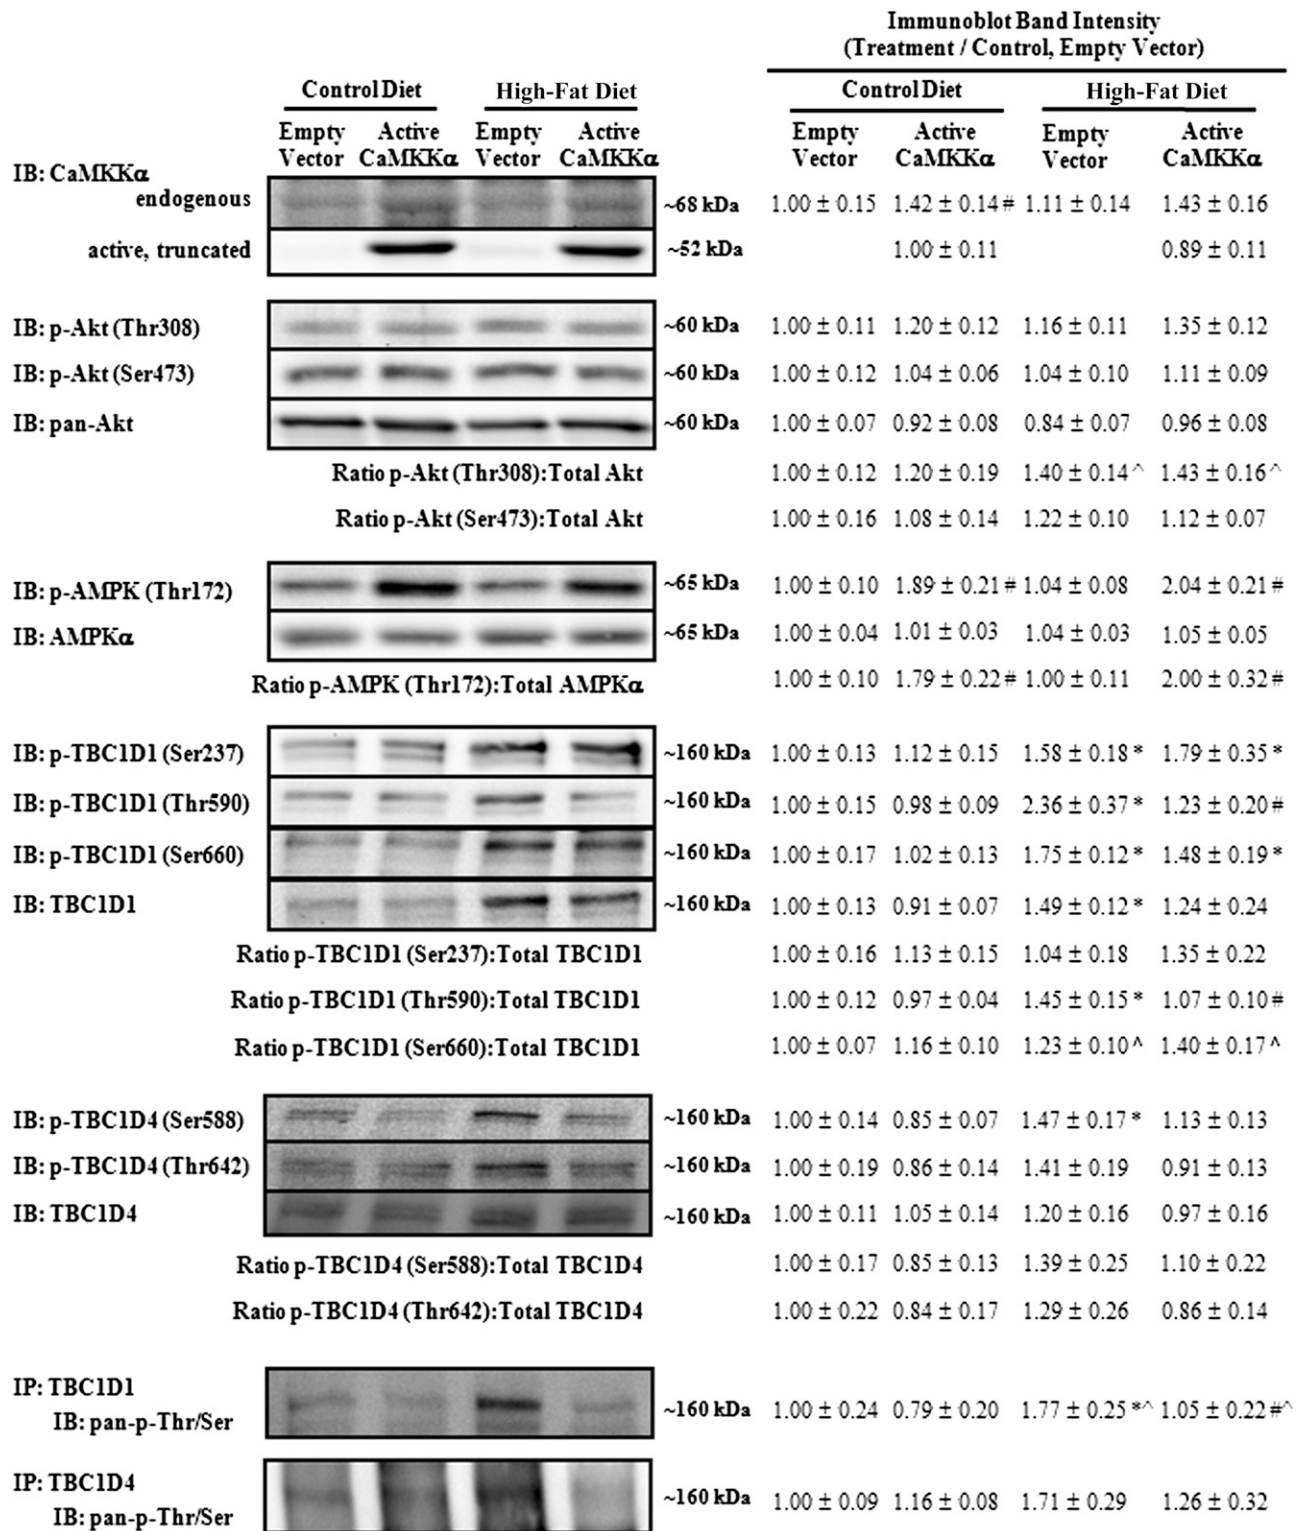 Immunoblot Band Intensity
(Treatment / Control, Empty Vector)
Control Diet High-Fat Diet Control Diet High-Fat Diet
Empty Vector Active CaMKKα Empty Vector Active CaMKKα Empty Vector Active CaMKKα Empty Vector Active CaMKKα
IB: CaMKKα
endogenous ~68 kDa 1.00 ± 0.15 1.42 ± 0.14 # 1.11 ± 0.14 1.43 ± 0.16
active, truncated ~52 kDa 1.00 ± 0.11 0.89 ± 0.11
IB: p-Akt (Thr308) ~60 kDa 1.00 ± 0.11 1.20 ± 0.12 1.16 ± 0.11 1.35 ± 0.12
IB: p-Akt (Ser473) ~60 kDa 1.00 ± 0.12 1.04 ± 0.06 1.04 ± 0.10 1.11 ± 0.09
IB: pan-Akt ~60 kDa 1.00 ± 0.07 0.92 ± 0.08 0.84 ± 0.07 0.96 ± 0.08
Ratio p-Akt (Thr308):Total Akt 1.00 ± 0.12 1.20 ± 0.19 1.40 ± 0.14 ^ 1.43 ± 0.16 ^
Ratio p-Akt (Ser473):Total Akt 1.00 ± 0.16 1.08 ± 0.14 1.22 ± 0.10 1.12 ± 0.07
IB: p-AMPK (Thr172) ~65 kDa 1.00 ± 0.10 1.89 ± 0.21 # 1.04 ± 0.08 2.04 ± 0.21 #
IB: AMPKα ~65 kDa 1.00 ± 0.04 1.01 ± 0.03 1.04 ± 0.03 1.05 ± 0.05
Ratio p-AMPK (Thr172):Total AMPKα 1.00 ± 0.10 1.79 ± 0.22 # 1.00 ± 0.11 2.00 ± 0.32 #
IB: p-TBC1D1 (Ser237) ~160 kDa 1.00 ± 0.13 1.12 ± 0.15 1.58 ± 0.18 * 1.79 ± 0.35 *
IB: p-TBC1D1 (Thr590) ~160 kDa 1.00 ± 0.15 0.98 ± 0.09 2.36 ± 0.37 * 1.23 ± 0.20 #
IB: p-TBC1D1 (Ser660) ~160 kDa 1.00 ± 0.17 1.02 ± 0.13 1.75 ± 0.12 * 1.48 ± 0.19 *
IB: TBC1D1 ~160 kDa 1.00 ± 0.13 0.91 ± 0.07 1.49 ± 0.12 * 1.24 ± 0.24
Ratio p-TBC1D1 (Ser237):Total TBC1D1 1.00 ± 0.16 1.13 ± 0.15 1.04 ± 0.18 1.35 ± 0.22
Ratio p-TBC1D1 (Thr590):Total TBC1D1 1.00 ± 0.12 0.97 ± 0.04 1.45 ± 0.15 * 1.07 ± 0.10 #
Ratio p-TBC1D1 (Ser660):Total TBC1D1 1.00 ± 0.07 1.16 ± 0.10 1.23 ± 0.10 ^ 1.40 ± 0.17 ^
IB: p-TBC1D4 (Ser588) ~160 kDa 1.00 ± 0.14 0.85 ± 0.07 1.47 ± 0.17 * 1.13 ± 0.13
IB: p-TBC1D4 (Thr642) ~160 kDa 1.00 ± 0.19 0.86 ± 0.14 1.41 ± 0.19 0.91 ± 0.13
IB: TBC1D4 ~160 kDa 1.00 ± 0.11 1.05 ± 0.14 1.20 ± 0.16 0.97 ± 0.16
Ratio p-TBC1D4 (Ser588):Total TBC1D4 1.00 ± 0.17 0.85 ± 0.13 1.39 ± 0.25 1.10 ± 0.22
Ratio p-TBC1D4 (Thr642):Total TBC1D4 1.00 ± 0.22 0.84 ± 0.17 1.29 ± 0.26 0.86 ± 0.14
IP: TBC1D1
IB: pan-p-Thr/Ser ~160 kDa 1.00 ± 0.24 0.79 ± 0.20 1.77 ± 0.25 *^ 1.05 ± 0.22 #^
IP: TBC1D4
IB: pan-p-Thr/Ser ~160 kDa 1.00 ± 0.09 1.16 ± 0.08 1.71 ± 0.29 1.26 ± 0.32